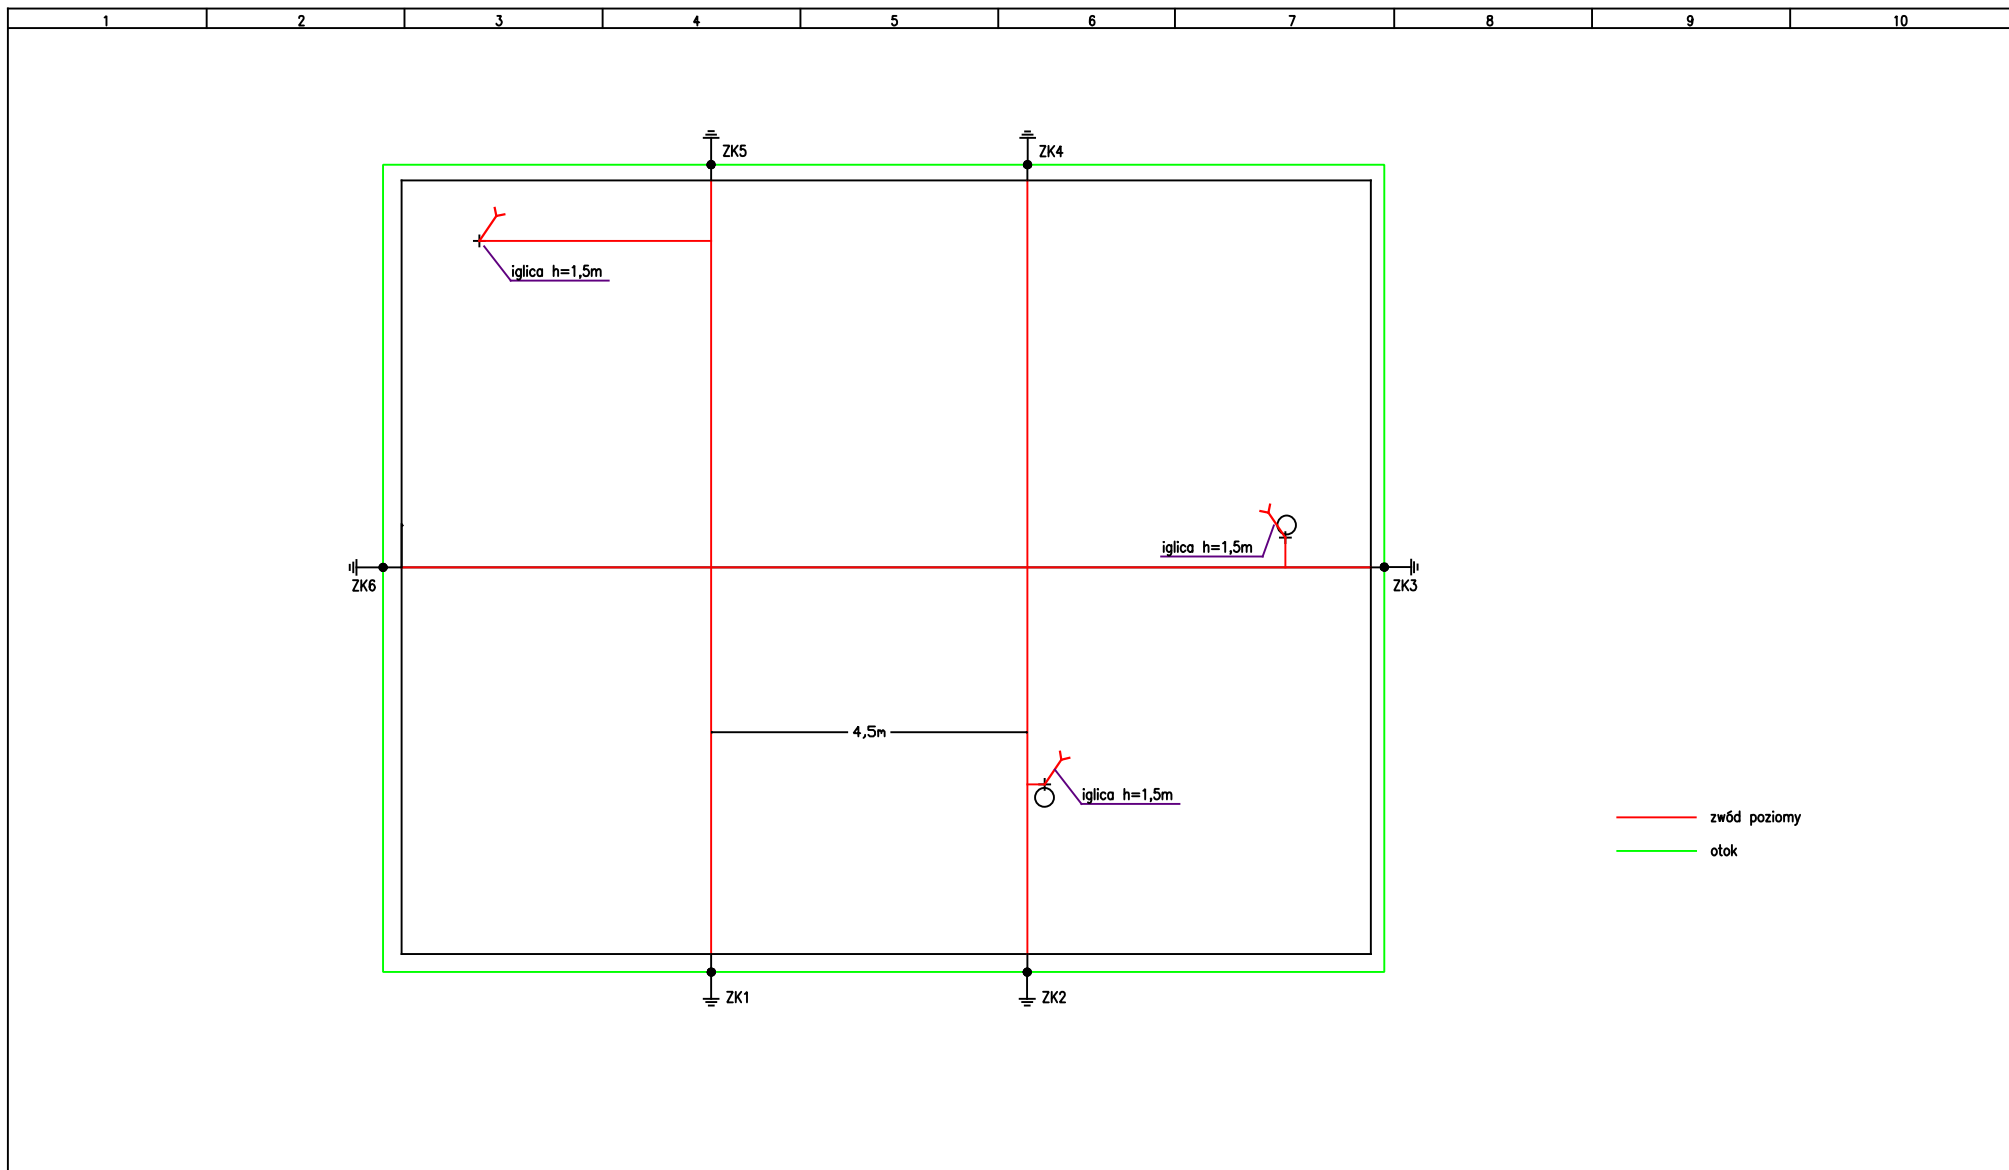 1 2 3 4 5 6 7 8 9 10
ZK5
ZK4
iglica h=1,5m
iglica h=1,5m
ZK6
ZK3
4,5m
iglica h=1,5m
zwód poziomy
otok
ZK1
ZK2